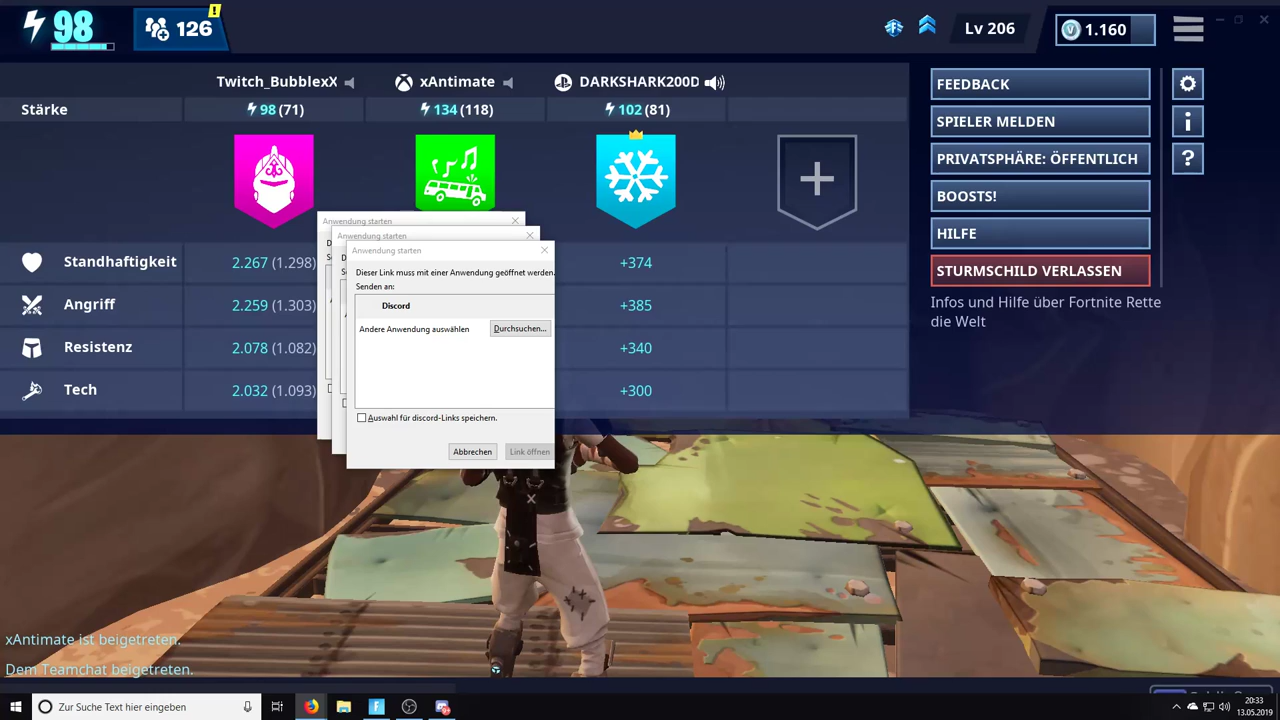 98
126
Lv 206
1.160
Twitch_BubblexX
xAntimate
DARKSHARK200D
FEEDBACK
Stärke
98 (71)
134 (118)
102 (81)
SPIELER MELDEN
PRIVATSPHÄRE: ÖFFENTLICH
BOOSTS!
HILFE
STURMSCHILD VERLASSEN
Infos und Hilfe über Fortnite Rette
die Welt
Standhaftigkeit
2.267 (1.298)
+374
Angriff
2.259 (1.303)
+385
Resistenz
2.078 (1.082)
+340
Tech
2.032 (1.093)
+300
Anwendung starten
Anwendung starten
Anwendung starten
Dieser Link muss mit einer Anwendung geöffnet werden.
Senden an:
Discord
Andere Anwendung auswählen
Durchsuchen...
Auswahl für discord-Links speichern.
Abbrechen
Link öffnen
xAntimate ist beigetreten.
Dem Teamchat beigetreten.
Zur Suche Text hier eingeben
20:33
13.05.2019